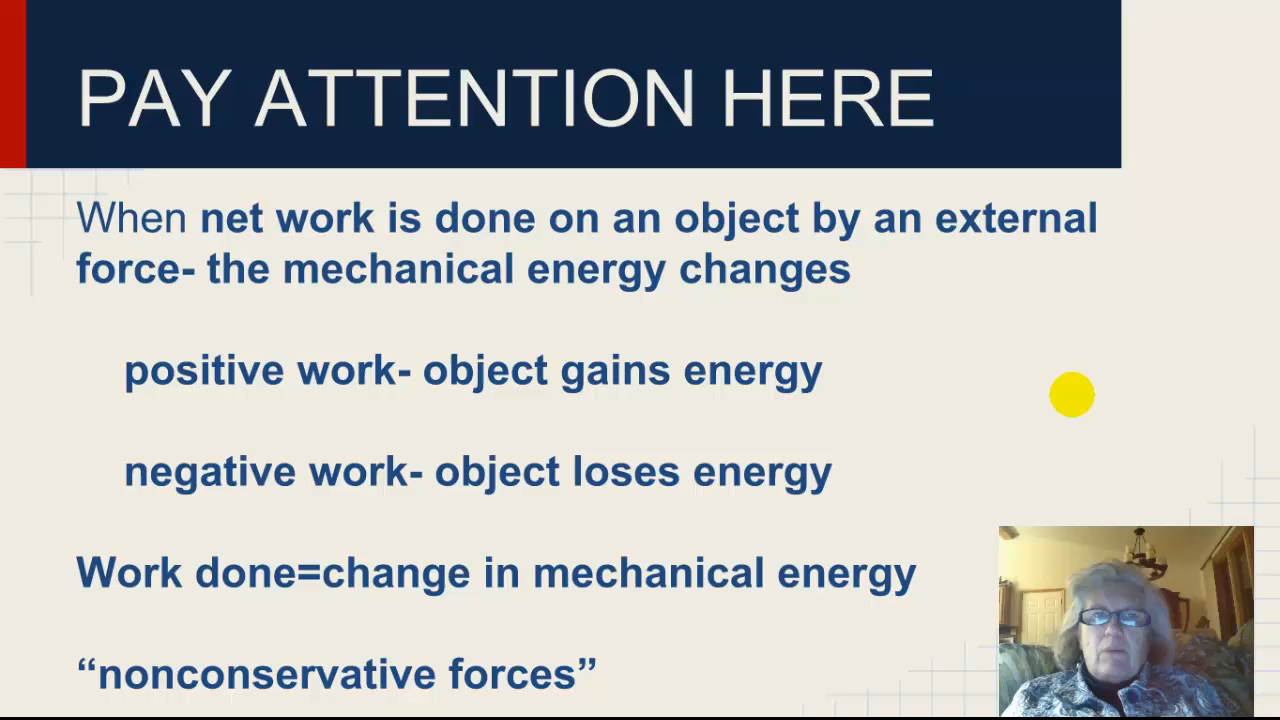 PAY ATTENTION HERE
When net work is done on an object by an external
force- the mechanical energy changes
positive work- object gains energy
negative work- object loses energy
Work done=change in mechanical energy
“nonconservative forces”